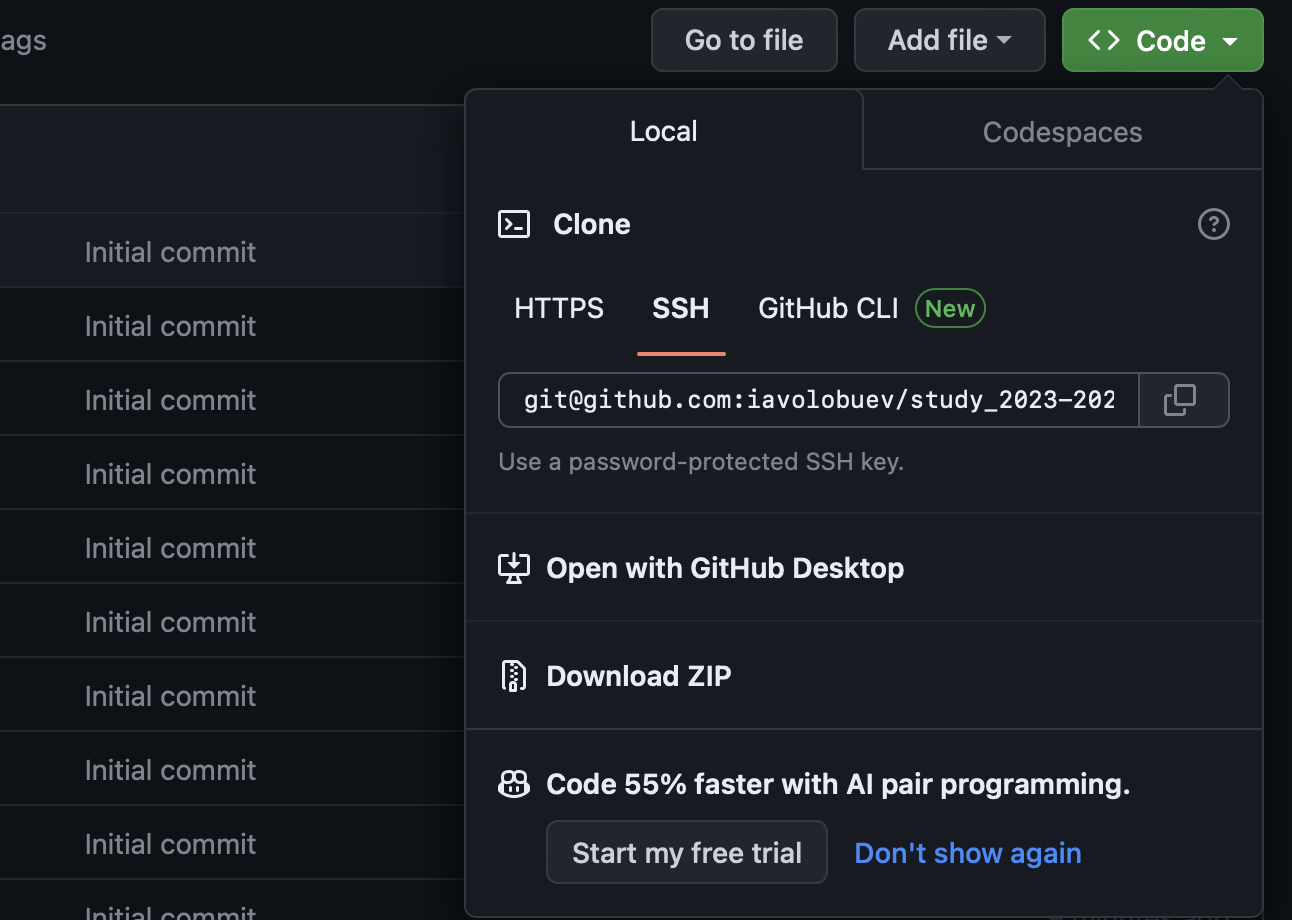 ags
Go to file
Add file
Code
Local
Codespaces
Clone
HTTPS
SSH
GitHub CLI
New
git@github.com:iavolobuev/study_2023-202
Use a password-protected SSH key.
Open with GitHub Desktop
Download ZIP
Code 55% faster with AI pair programming.
Start my free trial
Don't show again
Initial commit
Initial commit
Initial commit
Initial commit
Initial commit
Initial commit
Initial commit
Initial commit
Initial commit
Initial commit